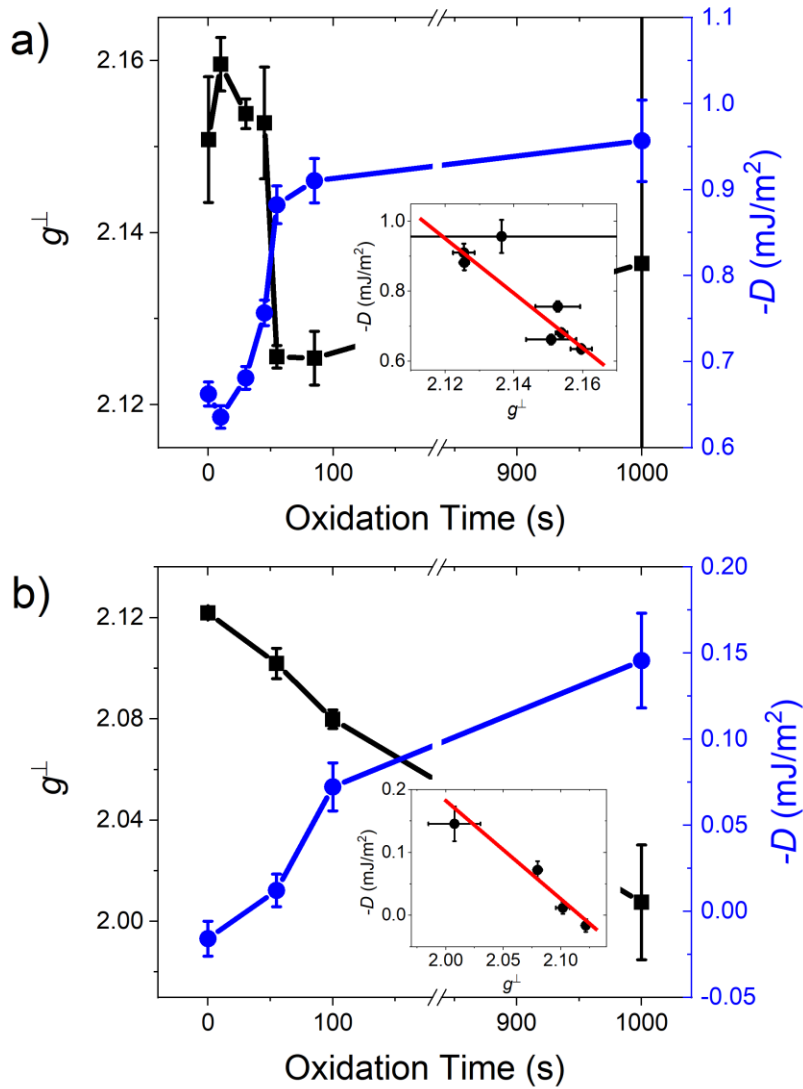 a)
2.16
2.14
2.12
g⊥
1.1
1.0
0.9
0.8
0.7
0.6
-D (mJ/m²)
1.0
0.8
0.6
-D (mJ/m²)
2.12 2.14 2.16
g⊥
0 100 900 1000
Oxidation Time (s)
b)
2.12
2.08
2.04
2.00
g⊥
0.20
0.15
0.10
0.05
0.00
-0.05
-D (mJ/m²)
0.2
0.1
0.0
-D (mJ/m²)
2.00 2.05 2.10
g⊥
0 100 900 1000
Oxidation Time (s)